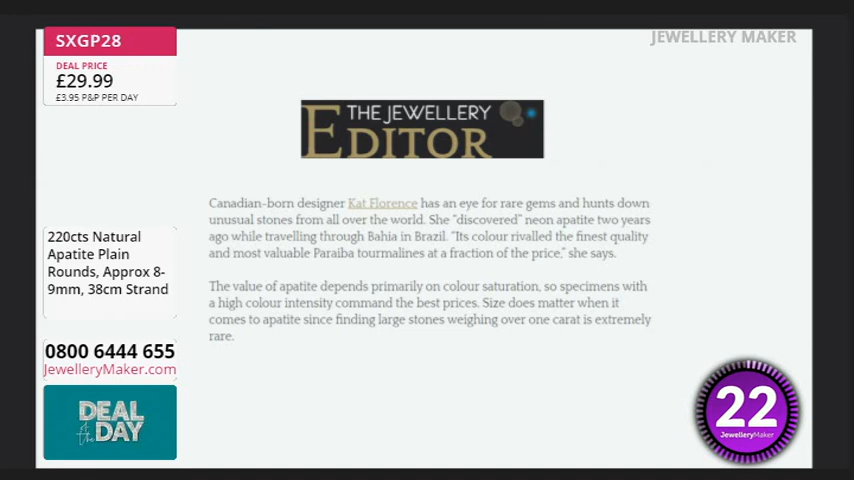 SXGP28
DEAL PRICE
£29.99
£3.95 P&P PER DAY
JEWELLERY MAKER
THE JEWELLERY
EDITOR
Canadian-born designer Kat Florence has an eye for rare gems and hunts down
unusual stones from all over the world. She “discovered” neon apatite two years
ago while travelling through Bahia in Brazil. “Its colour rivalled the finest quality
and most valuable Paraiba tourmalines at a fraction of the price,” she says.
The value of apatite depends primarily on colour saturation, so specimens with
a high colour intensity command the best prices. Size does matter when it
comes to apatite since finding large stones weighing over one carat is extremely
rare.
220cts Natural
Apatite Plain
Rounds, Approx 8-
9mm, 38cm Strand
0800 6444 655
JewelleryMaker.com
DEAL
of the
DAY
22
JewelleryMaker